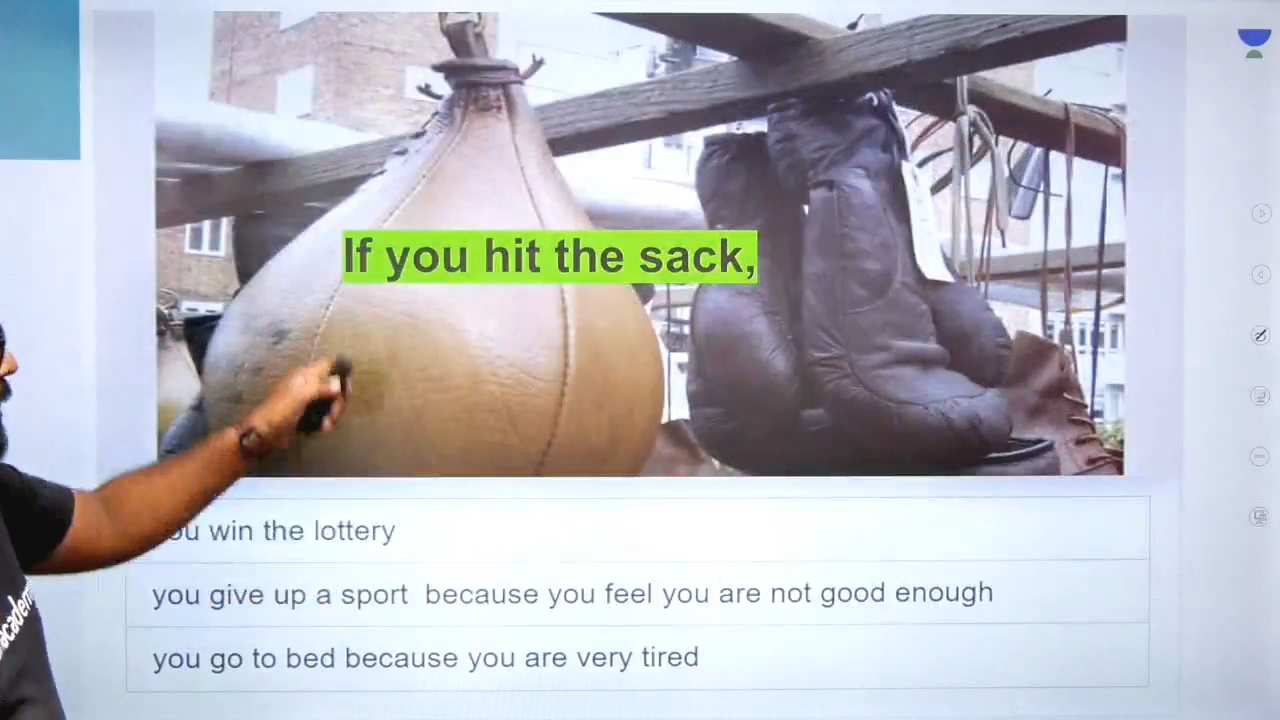 If you hit the sack,
win the lottery
you give up a sport because you feel you are not good enough
you go to bed because you are very tired